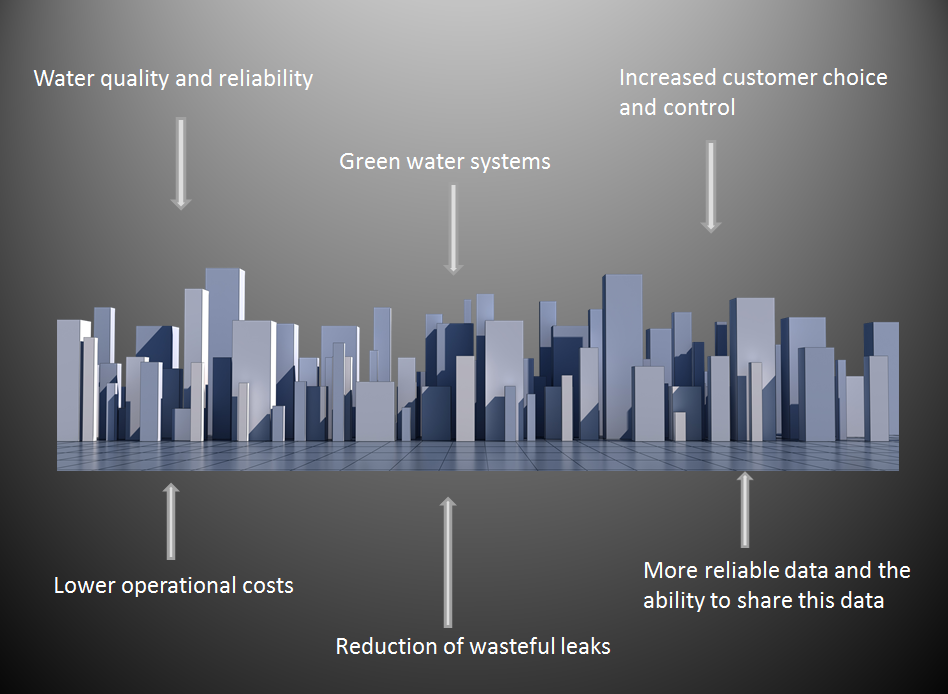 Water quality and reliability
Increased customer choice
and control
Green water systems
Lower operational costs
More reliable data and the
ability to share this data
Reduction of wasteful leaks